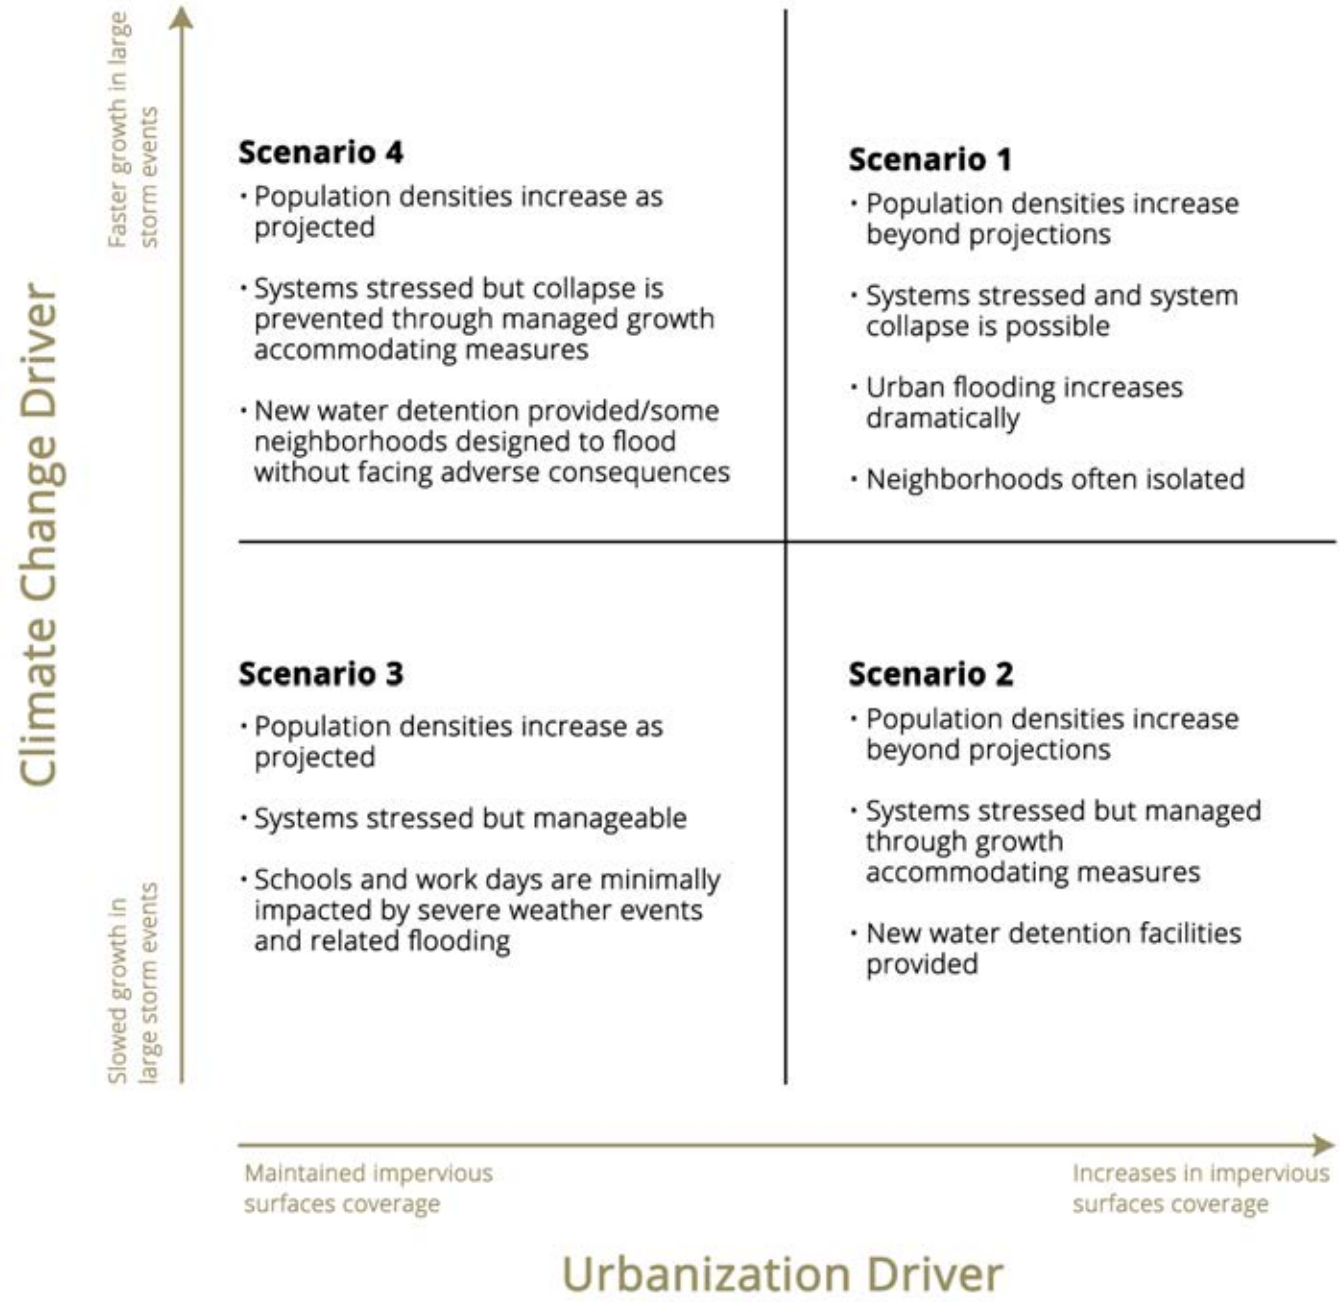 Faster growth in large
storm events
Climate Change Driver
Slowed growth in
large storm events
Scenario 4
· Population densities increase as
projected
· Systems stressed but collapse is
prevented through managed growth
accommodating measures
· New water detention provided/some
neighborhoods designed to flood
without facing adverse consequences
Scenario 1
· Population densities increase
beyond projections
· Systems stressed and system
collapse is possible
· Urban flooding increases
dramatically
· Neighborhoods often isolated
Scenario 3
· Population densities increase as
projected
· Systems stressed but manageable
· Schools and work days are minimally
impacted by severe weather events
and related flooding
Scenario 2
· Population densities increase
beyond projections
· Systems stressed but managed
through growth
accommodating measures
· New water detention facilities
provided
Maintained impervious
surfaces coverage
Increases in impervious
surfaces coverage
Urbanization Driver